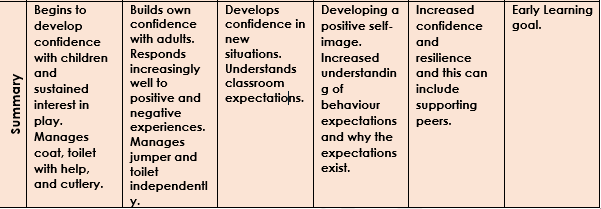 Summary
Begins to
develop
confidence
with children
and
sustained
interest in
play.
Manages
coat, toilet
with help,
and cutlery.
Builds own
confidence
with adults.
Responds
increasingly
well to
positive and
negative
experiences.
Manages
jumper and
toilet
independentl
y.
Develops
confidence in
new
situations.
Understands
classroom
expectations.
Developing a
positive self-
image.
Increased
understandin
g of
behaviour
expectations
and why the
expectations
exist.
Increased
confidence
and
resilience
and this can
include
supporting
peers.
Early Learning
goal.